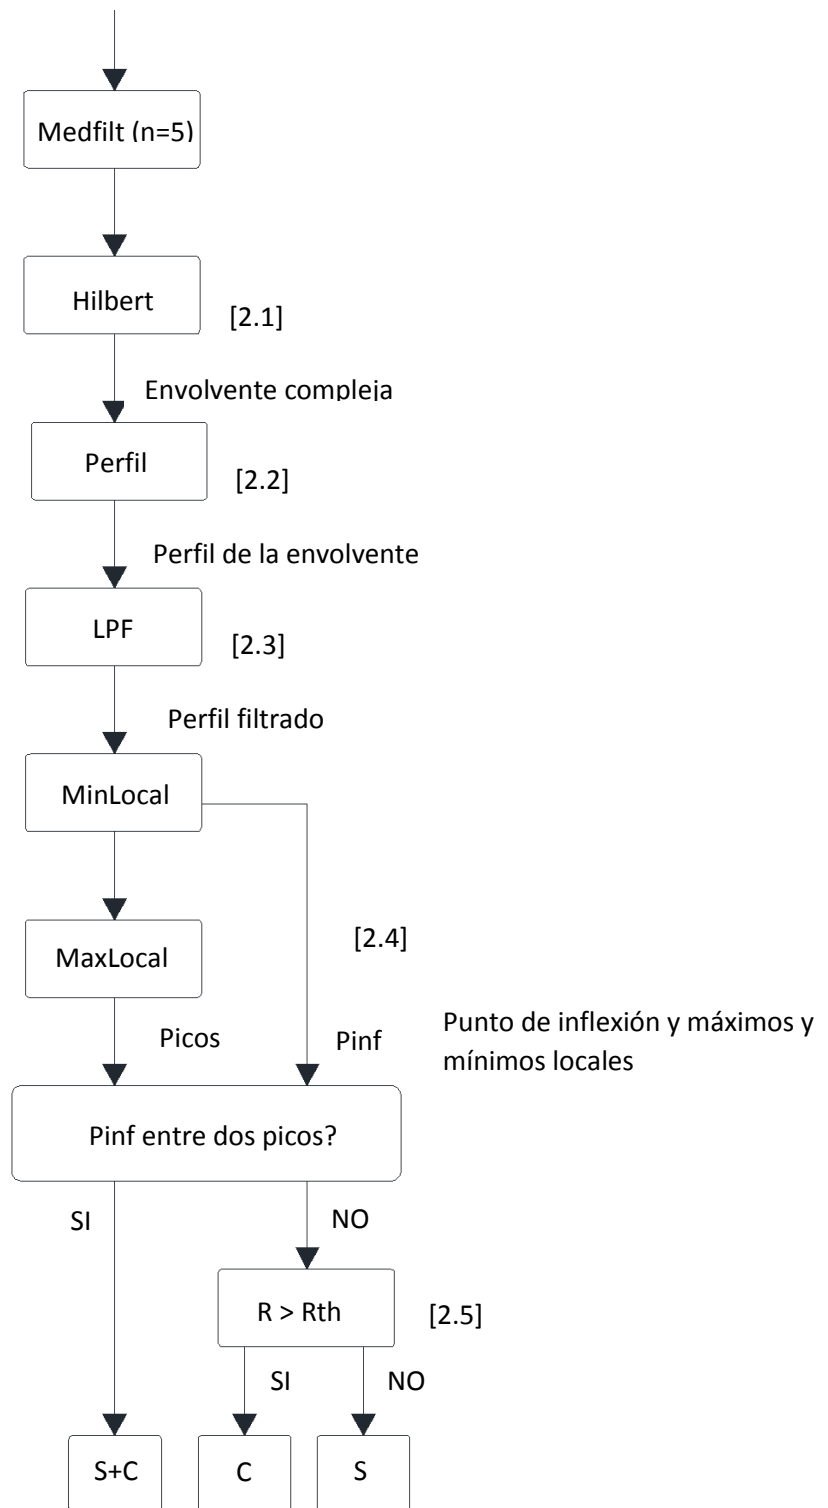 Medfilt (n=5)
Hilbert
[2.1]
Envolvente compleja
Perfil
[2.2]
Perfil de la envolvente
LPF
[2.3]
Perfil filtrado
MinLocal
MaxLocal
[2.4]
Picos
Pinf
Punto de inflexión y máximos y
mínimos locales
Pinf entre dos picos?
SI
NO
R > Rth
[2.5]
SI
NO
S+C
C
S